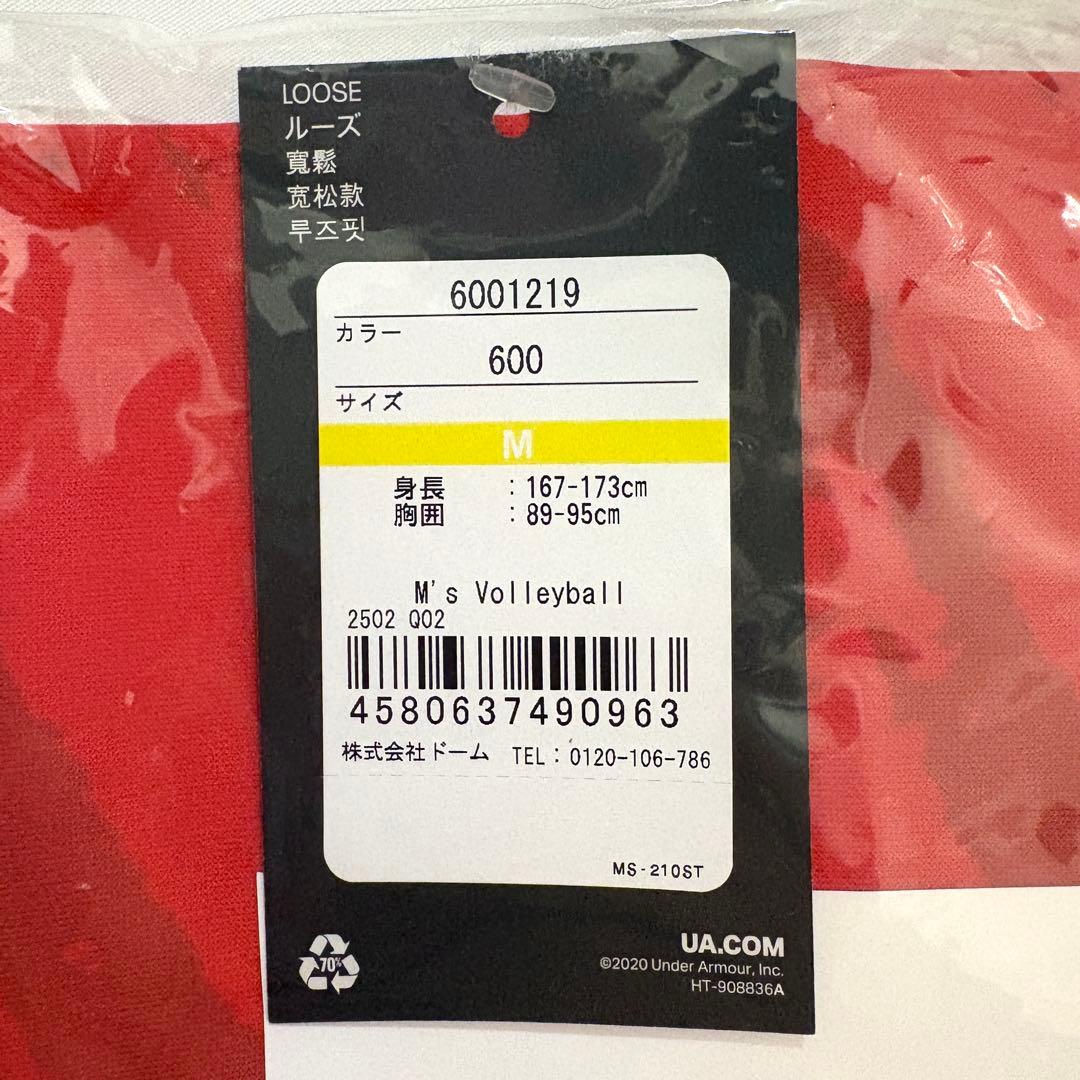 LOOSE
ルーズ
寬鬆
宽松款
루즈핏
6001219
カラー
600
サイズ
M
身長 : 167-173cm
胸囲 : 89-95cm
M's Volleyball
2502 Q02
4580637490963
株式会社ドーム TEL : 0120-106-786
MS-210ST
70%
UA.COM
©2020 Under Armour, Inc.
HT-908836A